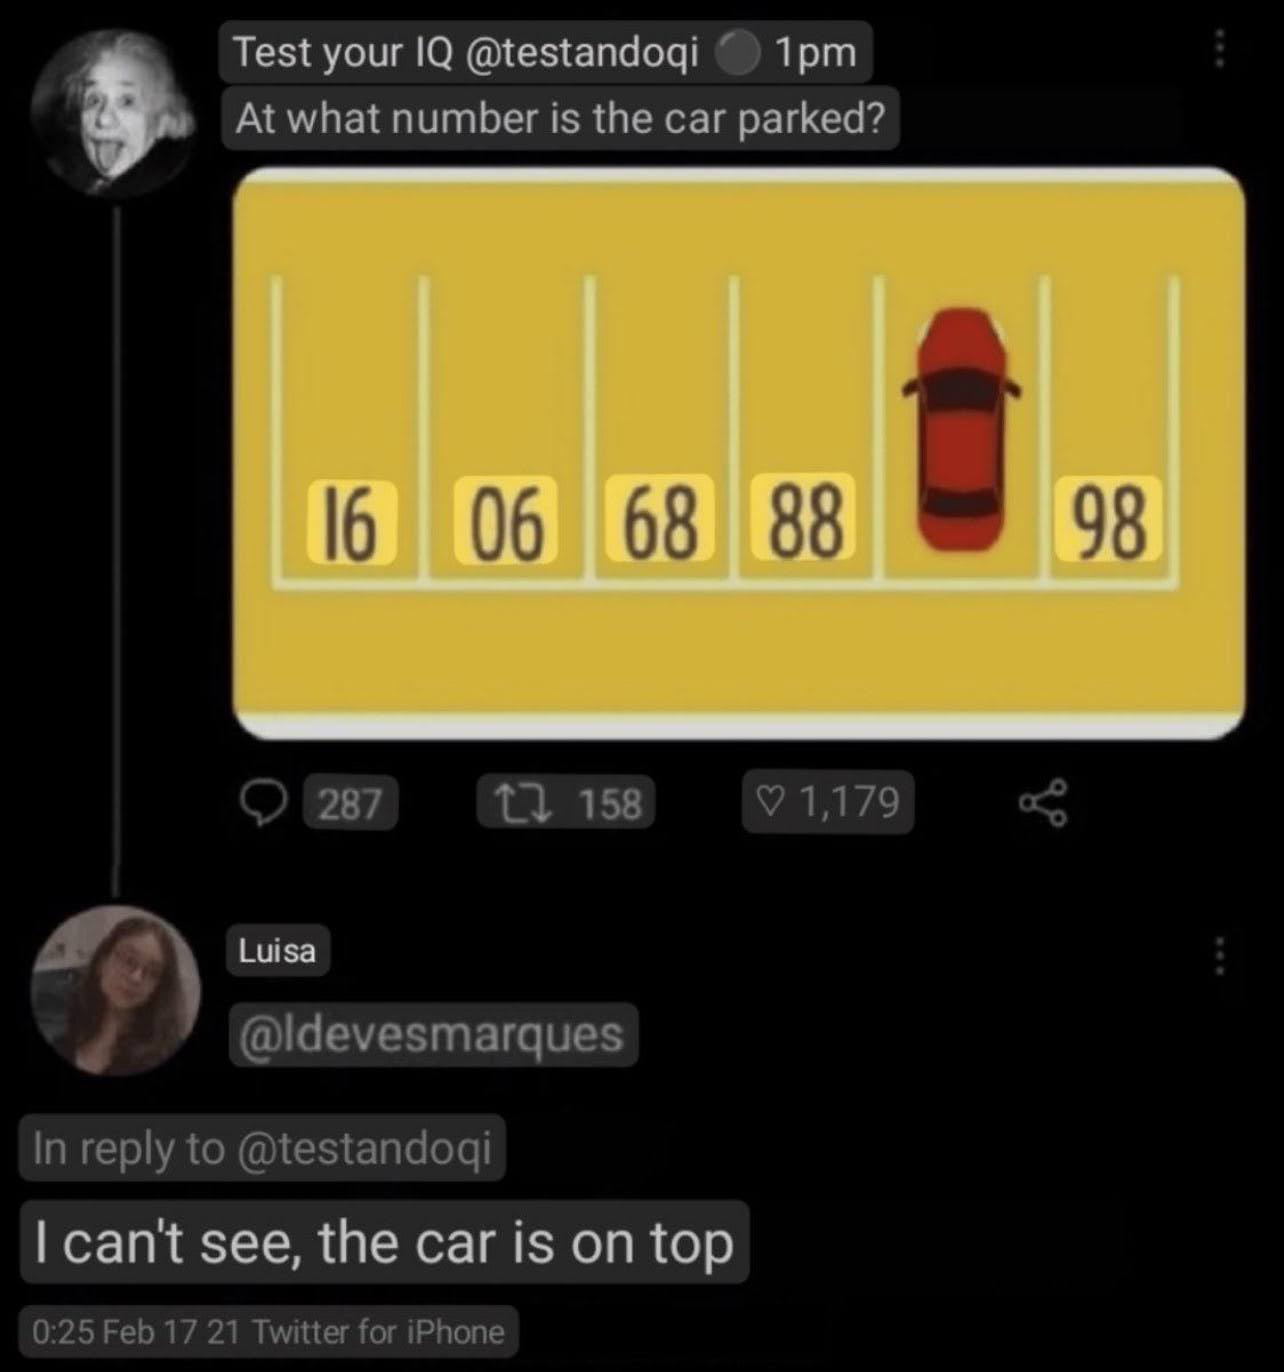 Test your IQ @testandoqi 1pm
At what number is the car parked?
16 06 68 88 98
287 158 1,179
Luisa
@ldevesmarques
In reply to @testandoqi
I can't see, the car is on top
0:25 Feb 17 21 Twitter for iPhone